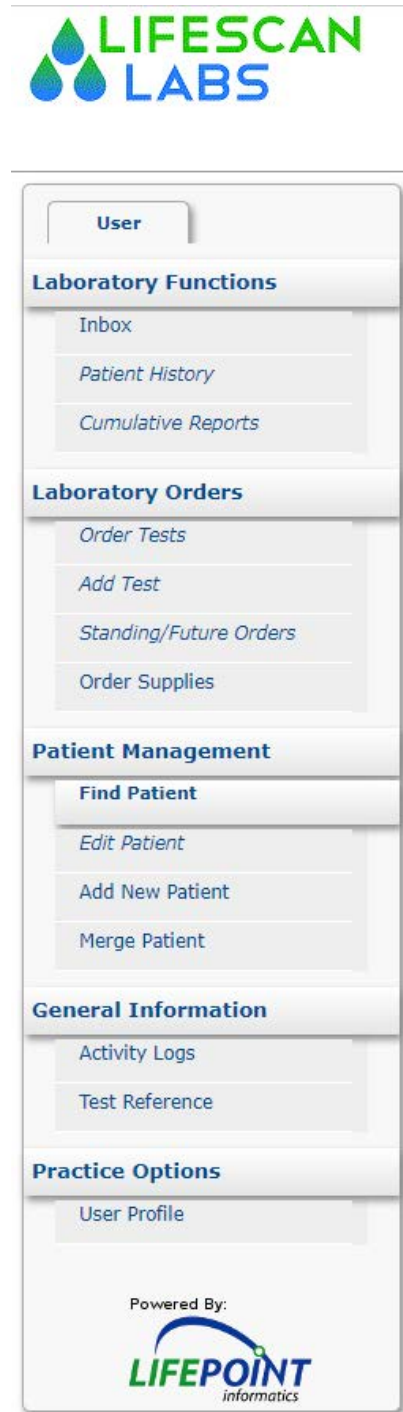 LIFESCAN
LABS
User
Laboratory Functions
Inbox
Patient History
Cumulative Reports
Laboratory Orders
Order Tests
Add Test
Standing/Future Orders
Order Supplies
Patient Management
Find Patient
Edit Patient
Add New Patient
Merge Patient
General Information
Activity Logs
Test Reference
Practice Options
User Profile
Powered By:
LIFEPOINT
informatics